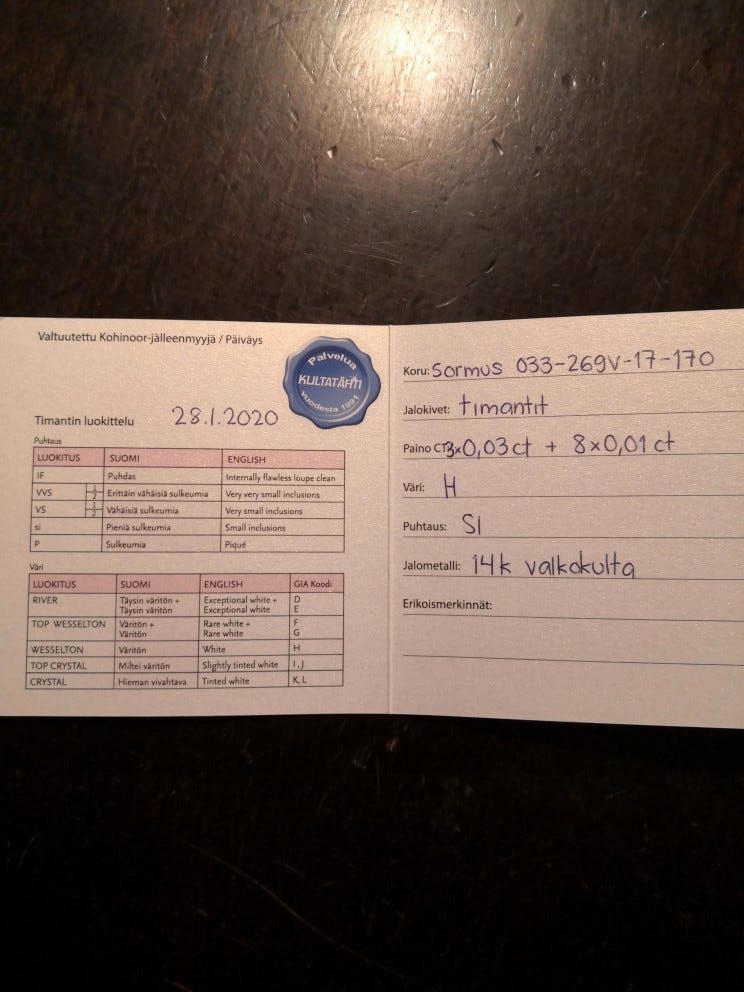 Valtuutettu Kohinoor-jälleenmyyjä / Päiväys
Palvelua
KULTATÄHTI
vuodesta 1991
Timantin luokittelu 28.1.2020
Puhtaus
LUOKITUS SUOMI ENGLISH
IF Puhdas Internally flawless loupe clean
VVS 1 2 Erittäin vähäisiä sulkeumia Very very small inclusions
VS 1 2 Vähäisiä sulkeumia Very small inclusions
si Pieniä sulkeumia Small inclusions
P Sulkeumia Piqué
Väri
LUOKITUS SUOMI ENGLISH GIA Koodi
RIVER Täysin väritön + Exceptional white + D
Täysin väritön Exceptional white E
TOP WESSELTON Väritön + Rare white + F
Väritön Rare white G
WESSELTON Väritön White H
TOP CRYSTAL Miltei väritön Slightly tinted white I, J
CRYSTAL Hieman vivahtava Tinted white K, L
Koru: Sormus 033-269V-17-170
Jalokivet: timantit
Paino CT: 3x0,03ct + 8x0,01 ct
Väri: H
Puhtaus: SI
Jalometalli: 14k valkokulta
Erikoismerkinnät: